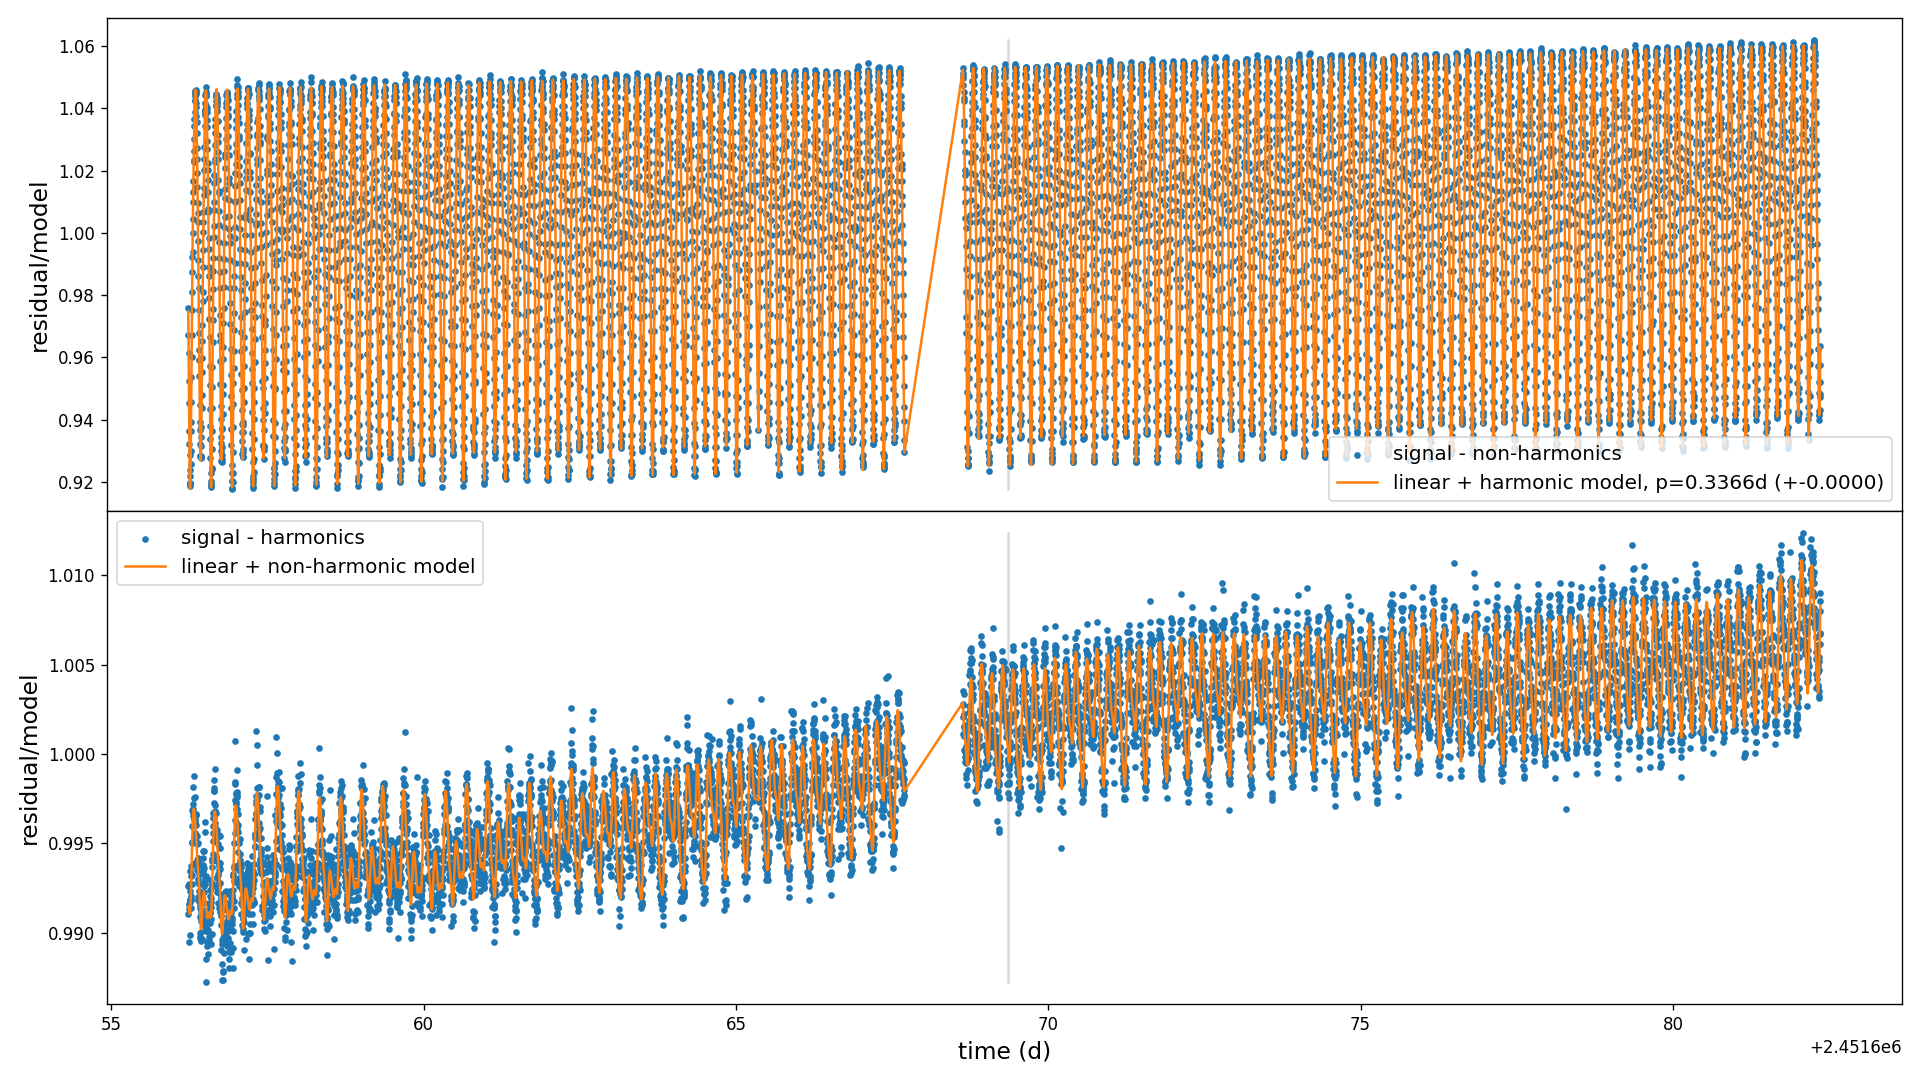 1.06
1.04
1.02
1.00
0.98
0.96
0.94
0.92
residual/model
signal - non-harmonics
linear + harmonic model, p=0.3366d (+-0.0000)
signal - harmonics
linear + non-harmonic model
1.010
1.005
1.000
0.995
0.990
residual/model
55
60
65
70
75
80
time (d)
+2.4516e6